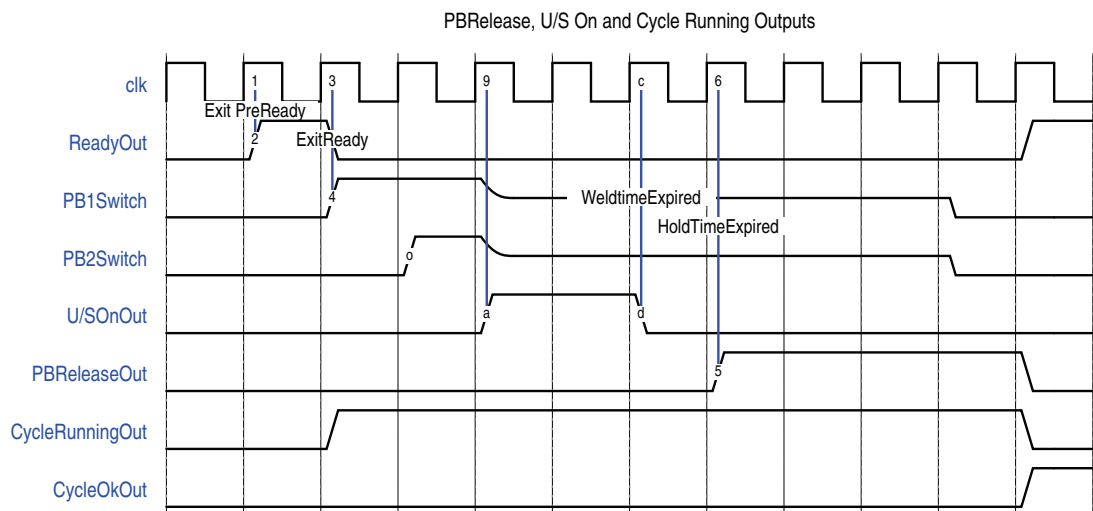 PBRelease, U/S On and Cycle Running Outputs
clk
1
3
9
c
6
Exit PreReady
ReadyOut
2
ExitReady
PB1Switch
4
WeldtimeExpired
HoldTimeExpired
PB2Switch
o
U/SOnOut
a
d
PBReleaseOut
5
CycleRunningOut
CycleOkOut